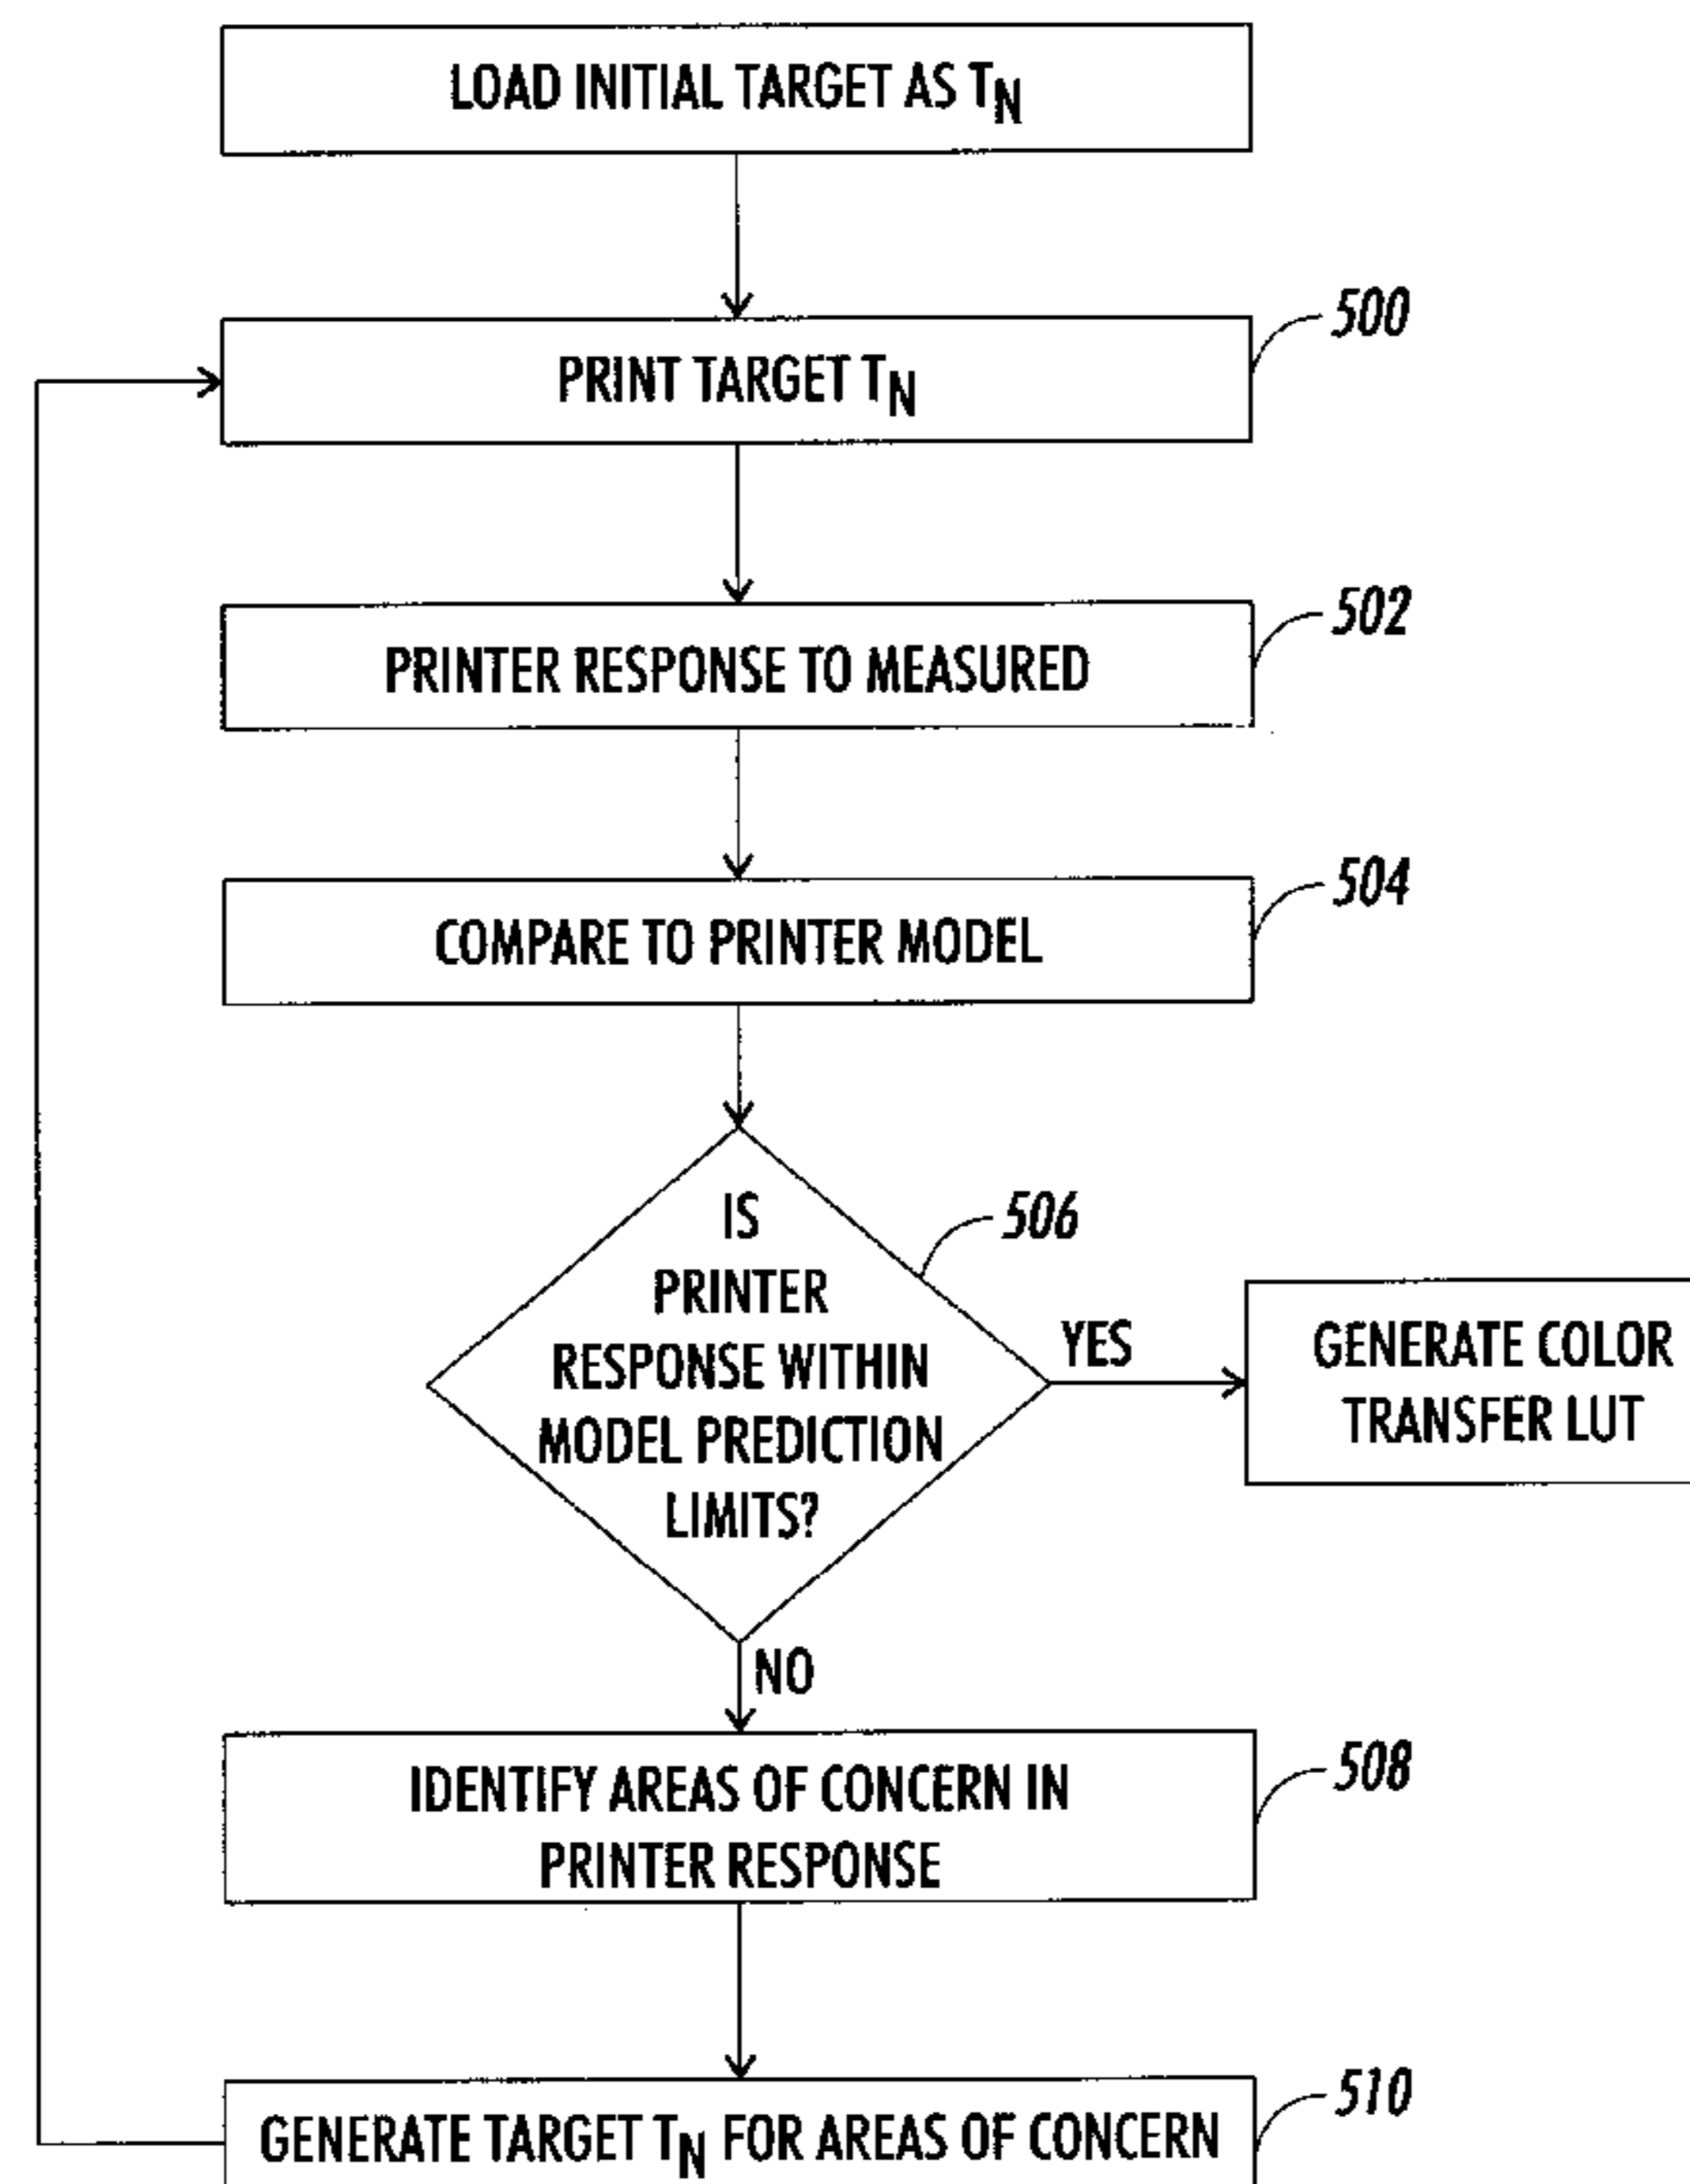 LOAD INITIAL TARGET AS TN
500
PRINT TARGET TN
502
PRINTER RESPONSE TO MEASURED
504
COMPARE TO PRINTER MODEL
506
IS
PRINTER
RESPONSE WITHIN
MODEL PREDICTION
LIMITS?
YES
GENERATE COLOR
TRANSFER LUT
NO
508
IDENTIFY AREAS OF CONCERN IN
PRINTER RESPONSE
510
GENERATE TARGET TN FOR AREAS OF CONCERN